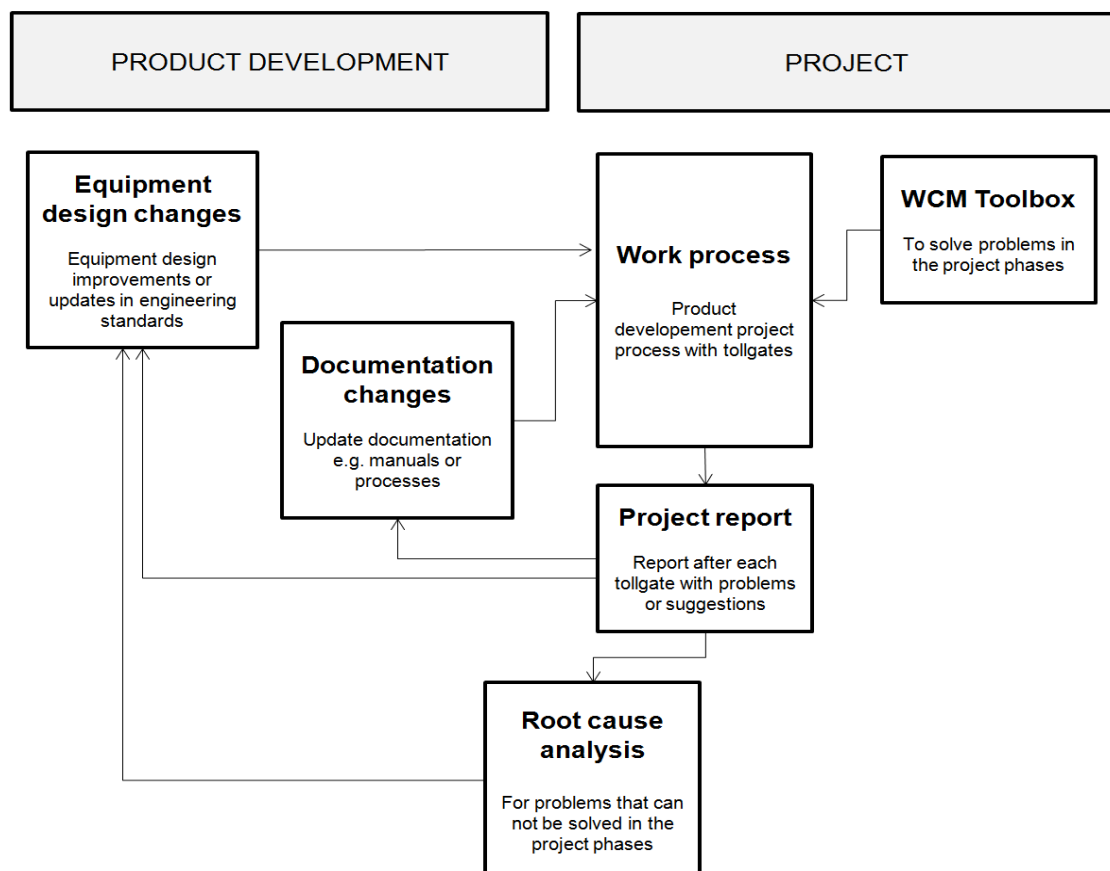 PRODUCT DEVELOPMENT
PROJECT
Equipment
design changes
Equipment design
improvements or
updates in engineering
standards
Documentation
changes
Update documentation
e.g. manuals or
processes
Work process
Product
developement project
process with tollgates
WCM Toolbox
To solve problems in
the project phases
Project report
Report after each
tollgate with problems
or suggestions
Root cause
analysis
For problems that can
not be solved in the
project phases